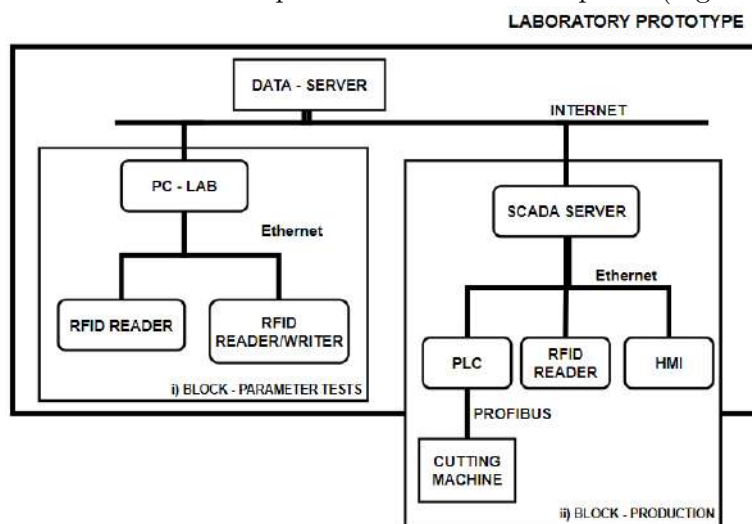 LABORATORY PROTOTYPE
DATA - SERVER
INTERNET
PC - LAB
Ethernet
RFID READER
RFID
READER/WRITER
i) BLOCK - PARAMETER TESTS
SCADA SERVER
Ethernet
PLC
RFID
READER
HMI
PROFIBUS
CUTTING
MACHINE
ii) BLOCK - PRODUCTION